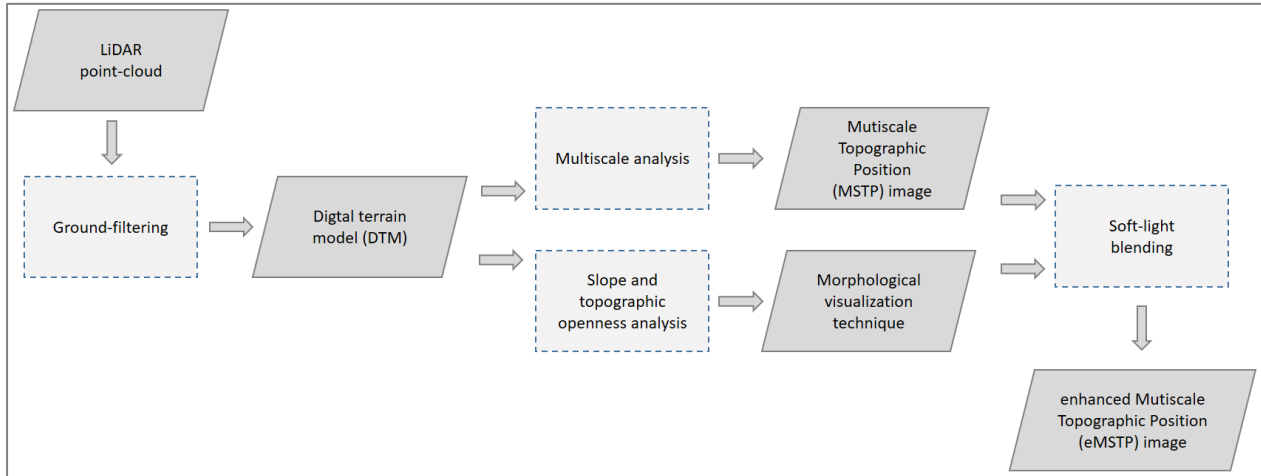 LiDAR
point-cloud
Ground-filtering
Digtal terrain
model (DTM)
Multiscale analysis
Mutiscale
Topographic
Position
(MSTP) image
Slope and
topographic
openness analysis
Morphological
visualization
technique
Soft-light
blending
enhanced Mutiscale
Topographic Position
(eMSTP) image